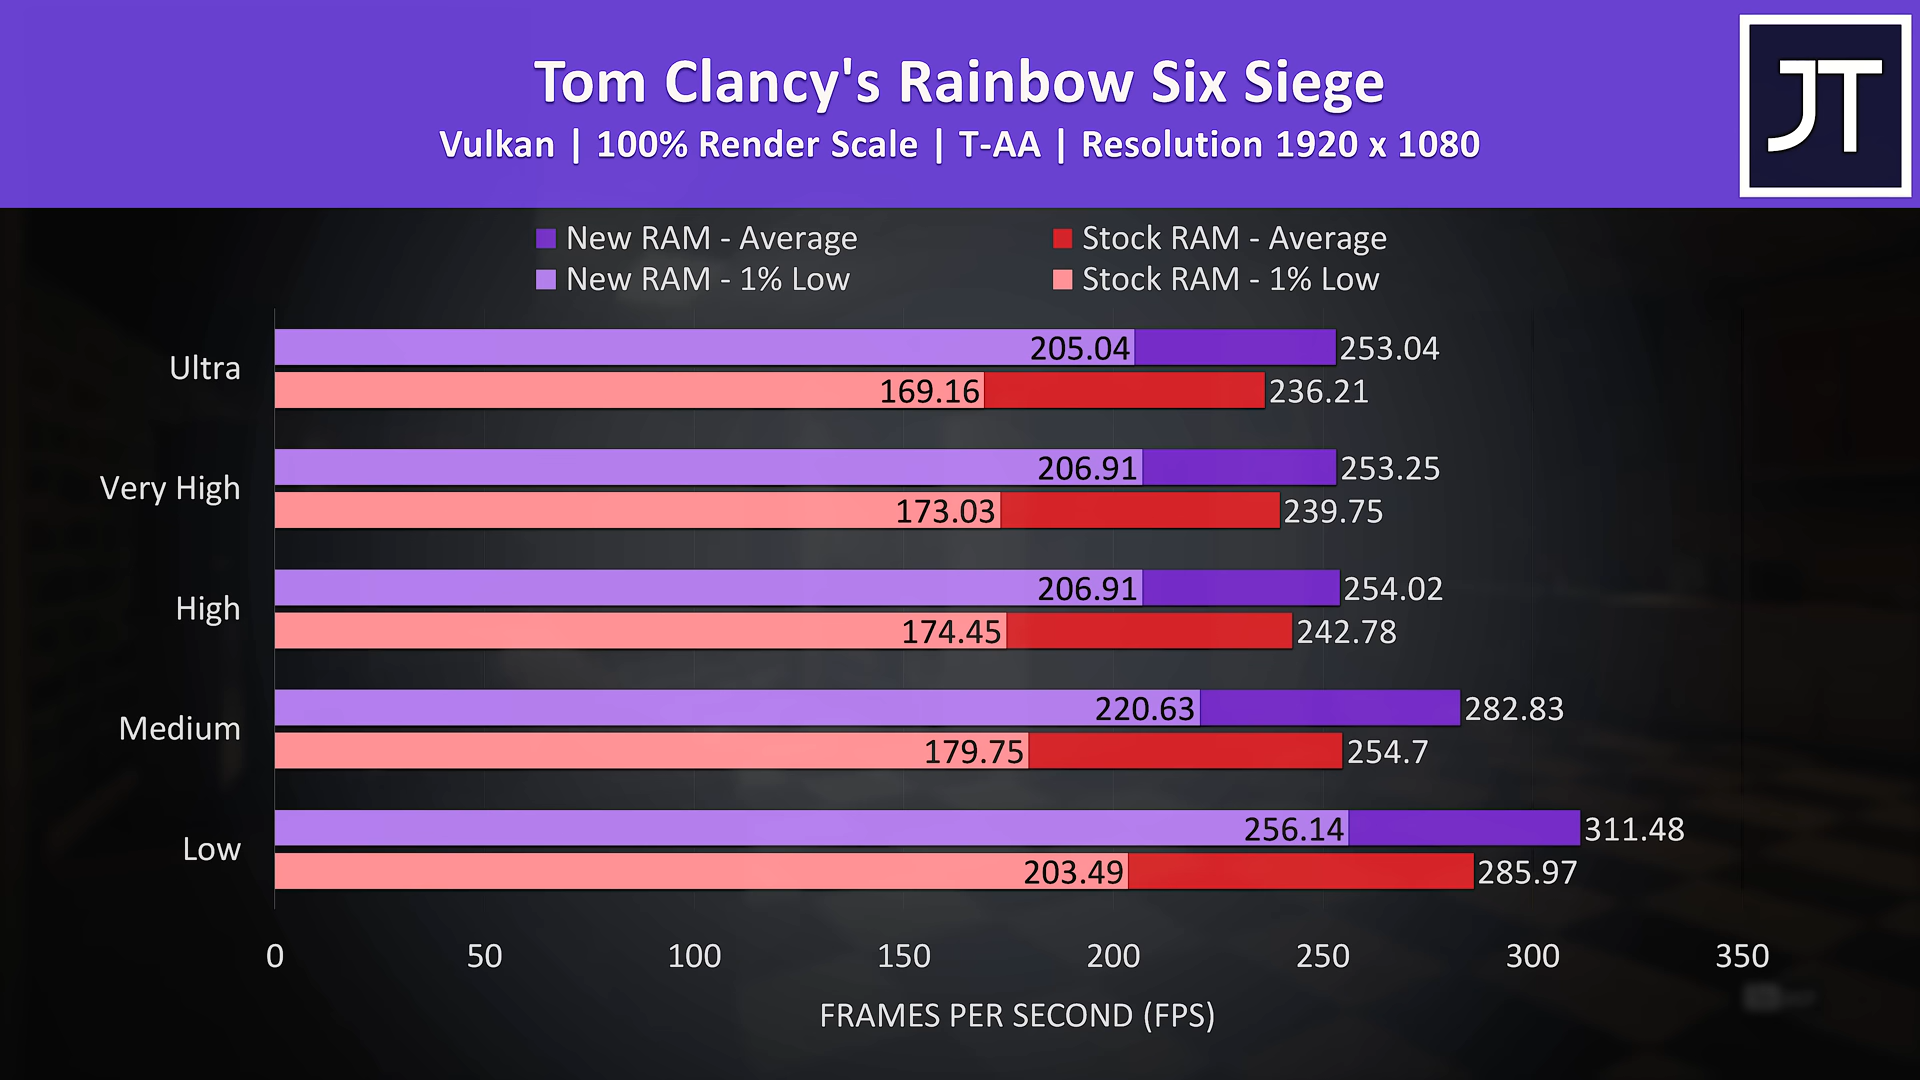 Tom Clancy's Rainbow Six Siege
JT
Vulkan | 100% Render Scale | T-AA | Resolution 1920 x 1080
New RAM - Average
Stock RAM - Average
New RAM - 1% Low
Stock RAM - 1% Low
Ultra
205.04
253.04
169.16
236.21
Very High
206.91
253.25
173.03
239.75
High
206.91
254.02
174.45
242.78
Medium
220.63
282.83
179.75
254.7
Low
256.14
311.48
203.49
285.97
0 50 100 150 200 250 300 350
FRAMES PER SECOND (FPS)